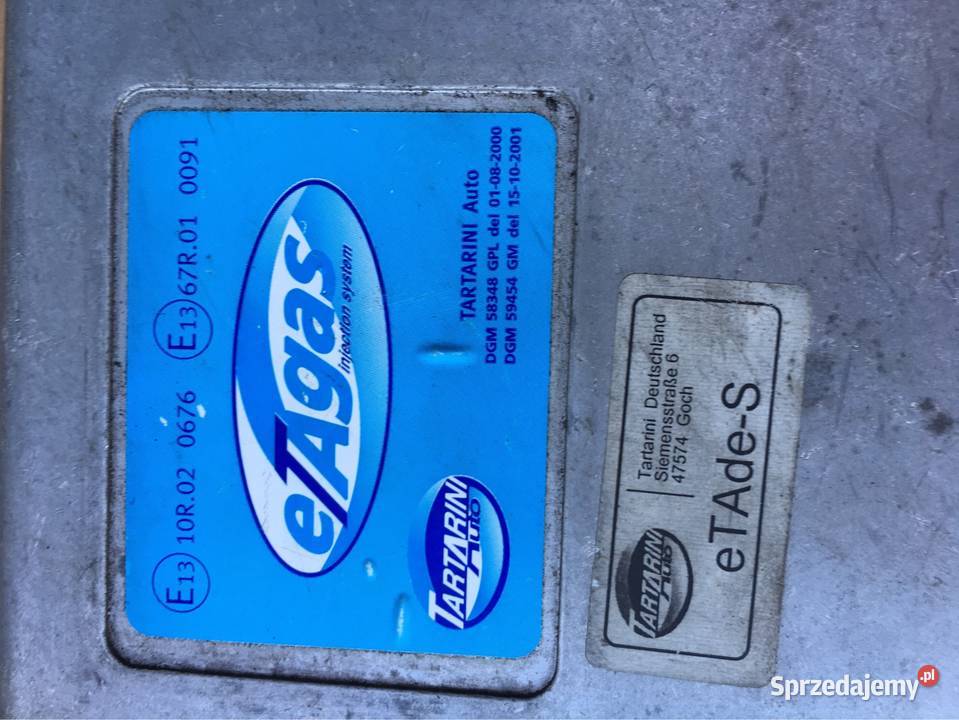 E13 10R.02 0676 E13 67R.01 0091
eTAgas
injection system
TARTARINI
AUTO
TARTARINI Auto
DGM 58348 GPL del 01-08-2000
DGM 59454 GM del 15-10-2001
TARTARINI
AUTO
Tartarini Deutschland
Siemensstraße 6
47574 Goch
eTAde-S
Sprzedajemy.pl